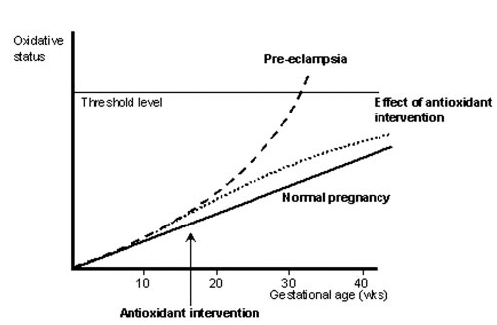 Oxidative
status
Pre-eclampsia
Threshold level
Effect of antioxidant
intervention
Normal pregnancy
10
20
30
40
Gestational age (wks)
Antioxidant intervention